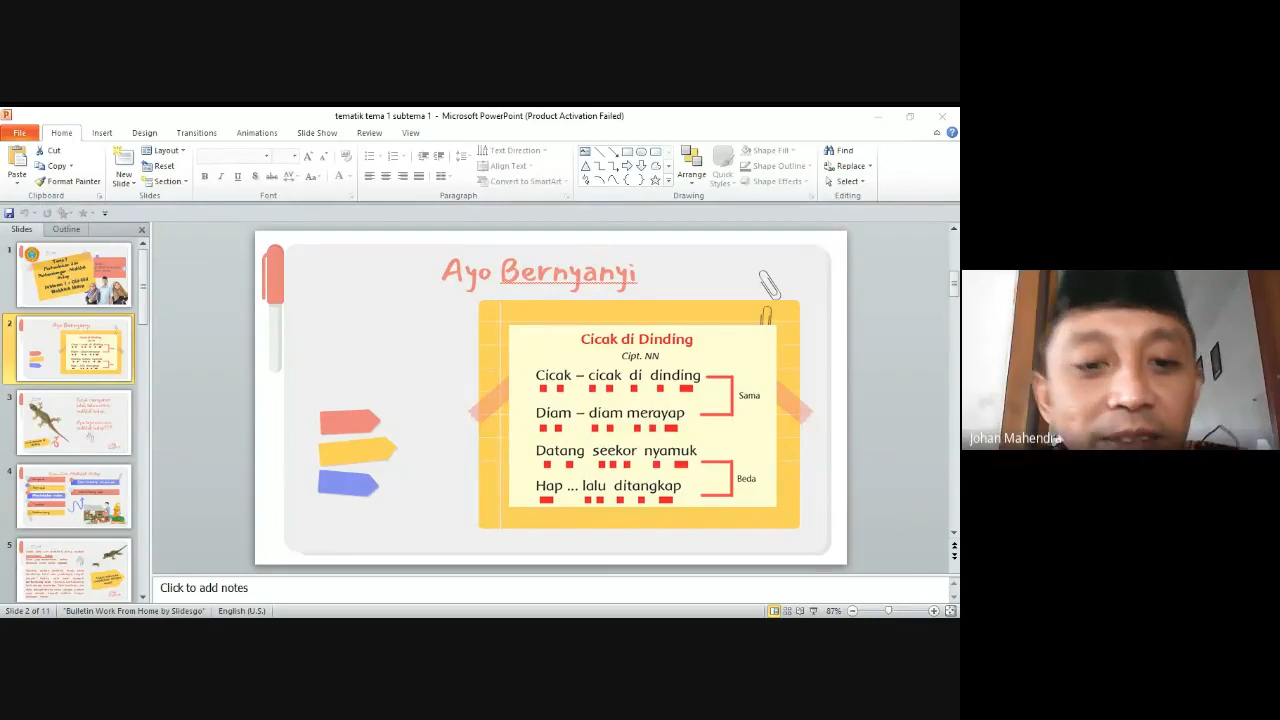 tematik tema 1 subtema 1 - Microsoft PowerPoint (Product Activation Failed)
File Home Insert Design Transitions Animations Slide Show Review View
Paste
Cut
Copy
Format Painter
Clipboard
New Slide
Layout
Reset
Section
Slides
Font
Paragraph
Text Direction
Align Text
Convert to SmartArt
Arrange
Quick Styles
Shape Fill
Shape Outline
Shape Effects
Drawing
Find
Replace
Select
Editing
Slides Outline
1
2
3
4
5
Ayo Bernyanyi
Cicak di Dinding
Cipt. NN
Cicak – cicak di dinding
Diam – diam merayap
Sama
Datang seekor nyamuk
Hap ... lalu ditangkap
Beda
Click to add notes
Slide 2 of 11 "Bulletin Work From Home by Slidesgo" English (U.S.) 87%
Johan Mahendra